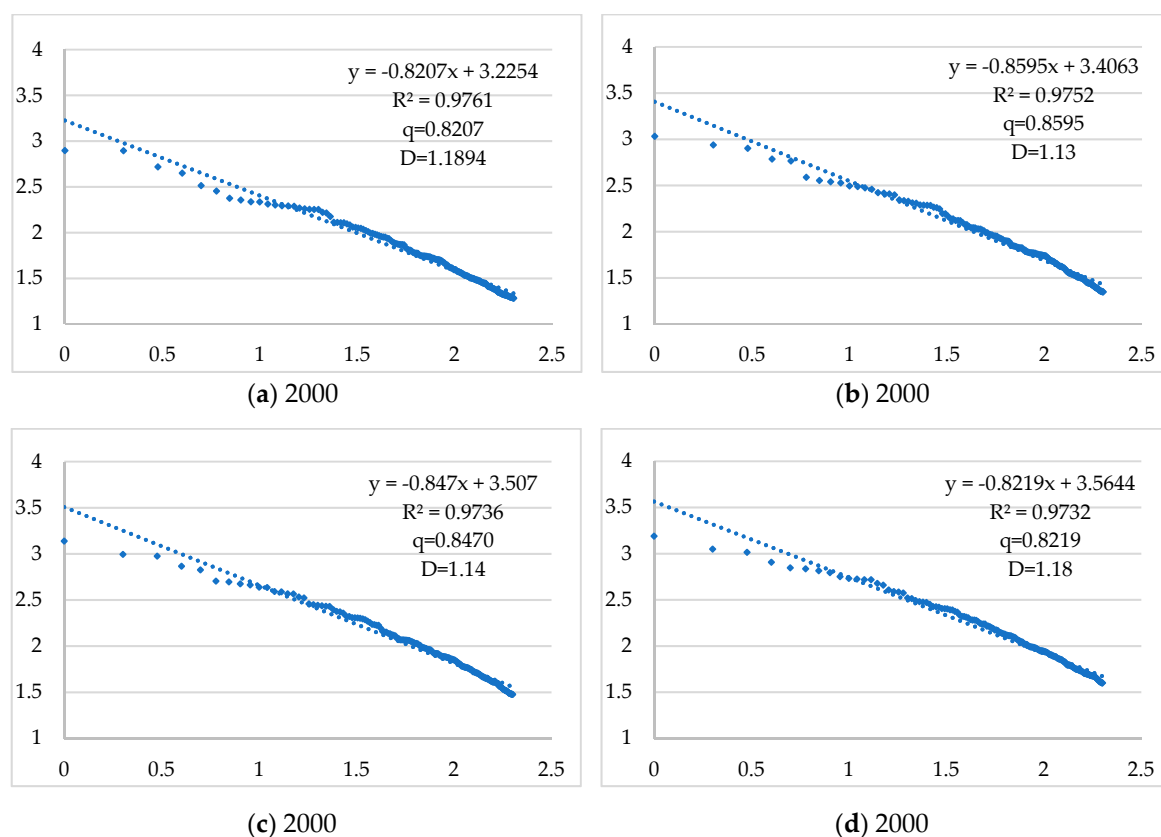 4
3.5
3
2.5
2
1.5
1
y = -0.8207x + 3.2254
R² = 0.9761
q=0.8207
D=1.1894
0 0.5 1 1.5 2 2.5
(a) 2000
4
3.5
3
2.5
2
1.5
1
y = -0.8595x + 3.4063
R² = 0.9752
q=0.8595
D=1.13
0 0.5 1 1.5 2 2.5
(b) 2000
4
3.5
3
2.5
2
1.5
1
y = -0.847x + 3.507
R² = 0.9736
q=0.8470
D=1.14
0 0.5 1 1.5 2 2.5
(c) 2000
4
3.5
3
2.5
2
1.5
1
y = -0.8219x + 3.5644
R² = 0.9732
q=0.8219
D=1.18
0 0.5 1 1.5 2 2.5
(d) 2000